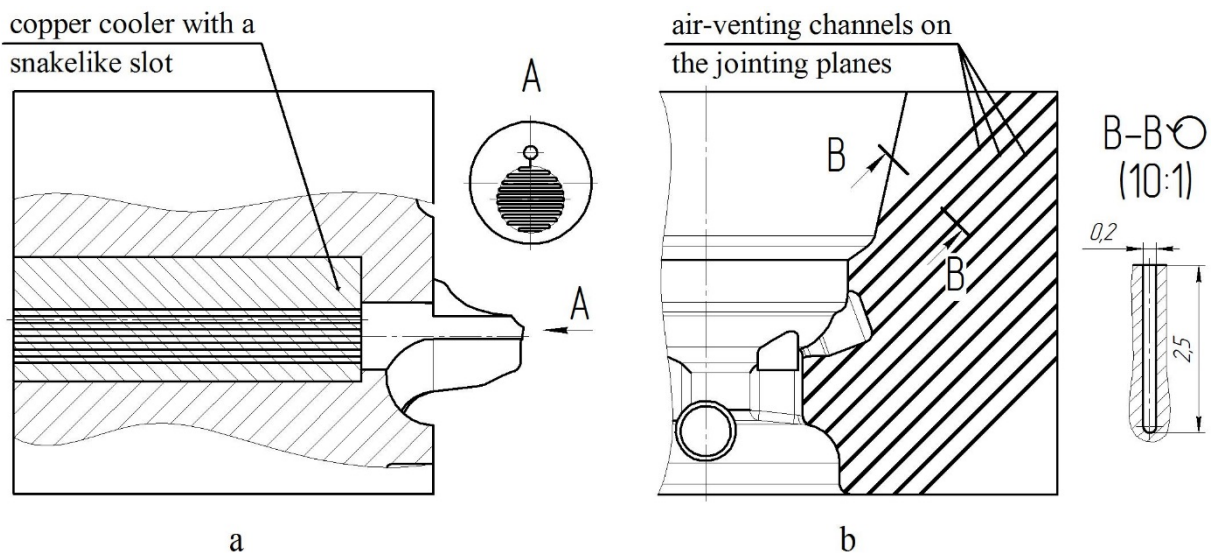 copper cooler with a
snakelike slot
A
A
a
air-venting channels on
the jointing planes
B
B
B-B
(10:1)
0,2
2,5
b